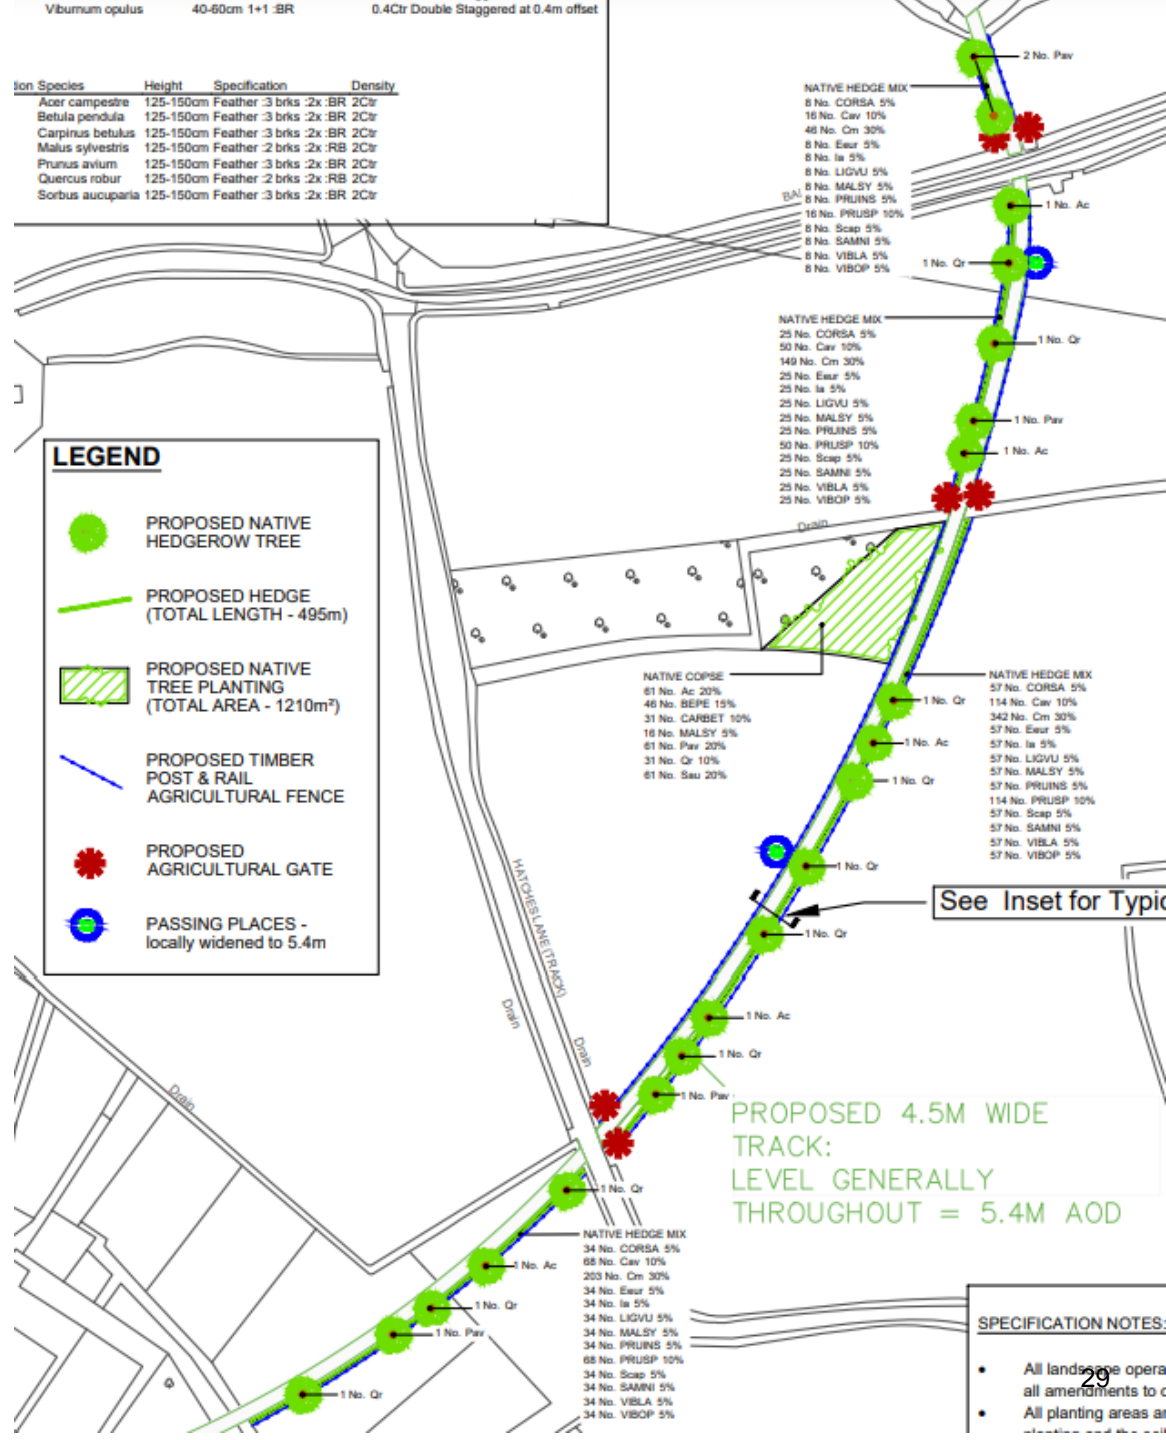 Viburnum opulus 40-60cm 1+1 :BR 0.4Ctr Double Staggered at 0.4m offset
ion Species Height Specification Density
Acer campestre 125-150cm Feather :3 brks :2x :BR 2Ctr
Betula pendula 125-150cm Feather :3 brks :2x :BR 2Ctr
Carpinus betulus 125-150cm Feather :3 brks :2x :BR 2Ctr
Malus sylvestris 125-150cm Feather :2 brks :2x :RB 2Ctr
Prunus avium 125-150cm Feather :3 brks :2x :BR 2Ctr
Quercus robur 125-150cm Feather :2 brks :2x :RB 2Ctr
Sorbus aucuparia 125-150cm Feather :3 brks :2x :BR 2Ctr
2 No. Pav
NATIVE HEDGE MIX
8 No. CORSA 5%
16 No. Cav 10%
46 No. Cm 30%
8 No. Eeur 5%
8 No. Ia 5%
8 No. LIGVU 5%
8 No. MALSY 5%
8 No. PRUINS 5%
16 No. PRUSP 10%
8 No. Scap 5%
8 No. SAMNI 5%
8 No. VIBLA 5%
8 No. VIBOP 5%
1 No. Ac
1 No. Qr
NATIVE HEDGE MIX
25 No. CORSA 5%
50 No. Cav 10%
149 No. Cm 30%
25 No. Eeur 5%
25 No. Ia 5%
25 No. LIGVU 5%
25 No. MALSY 5%
25 No. PRUINS 5%
50 No. PRUSP 10%
25 No. Scap 5%
25 No. SAMNI 5%
25 No. VIBLA 5%
25 No. VIBOP 5%
1 No. Qr
1 No. Pav
1 No. Ac
Drain
LEGEND
PROPOSED NATIVE
HEDGEROW TREE
PROPOSED HEDGE
(TOTAL LENGTH - 495m)
PROPOSED NATIVE
TREE PLANTING
(TOTAL AREA - 1210m²)
PROPOSED TIMBER
POST & RAIL
AGRICULTURAL FENCE
PROPOSED
AGRICULTURAL GATE
PASSING PLACES -
locally widened to 5.4m
NATIVE COPSE
61 No. Ac 20%
46 No. BEPE 15%
31 No. CARBET 10%
16 No. MALSY 5%
61 No. Pav 20%
31 No. Qr 10%
61 No. Sau 20%
NATIVE HEDGE MIX
57 No. CORSA 5%
114 No. Cav 10%
342 No. Cm 30%
57 No. Eeur 5%
57 No. Ia 5%
57 No. LIGVU 5%
57 No. MALSY 5%
57 No. PRUINS 5%
114 No. PRUSP 10%
57 No. Scap 5%
57 No. SAMNI 5%
57 No. VIBLA 5%
57 No. VIBOP 5%
1 No. Qr
1 No. Ac
1 No. Qr
1 No. Qr
See Inset for Typic
1 No. Qr
HATCHES LANE (TRACK)
Drain
Drain
Drain
1 No. Ac
1 No. Qr
1 No. Pav
PROPOSED 4.5M WIDE
TRACK:
LEVEL GENERALLY
THROUGHOUT = 5.4M AOD
1 No. Qr
NATIVE HEDGE MIX
34 No. CORSA 5%
68 No. Cav 10%
203 No. Cm 30%
34 No. Eeur 5%
34 No. Ia 5%
34 No. LIGVU 5%
34 No. MALSY 5%
34 No. PRUINS 5%
68 No. PRUSP 10%
34 No. Scap 5%
34 No. SAMNI 5%
34 No. VIBLA 5%
34 No. VIBOP 5%
1 No. Ac
1 No. Qr
1 No. Pav
1 No. Qr
SPECIFICATION NOTES:
All landscape opera
29
all amendments to c
All planting areas ar